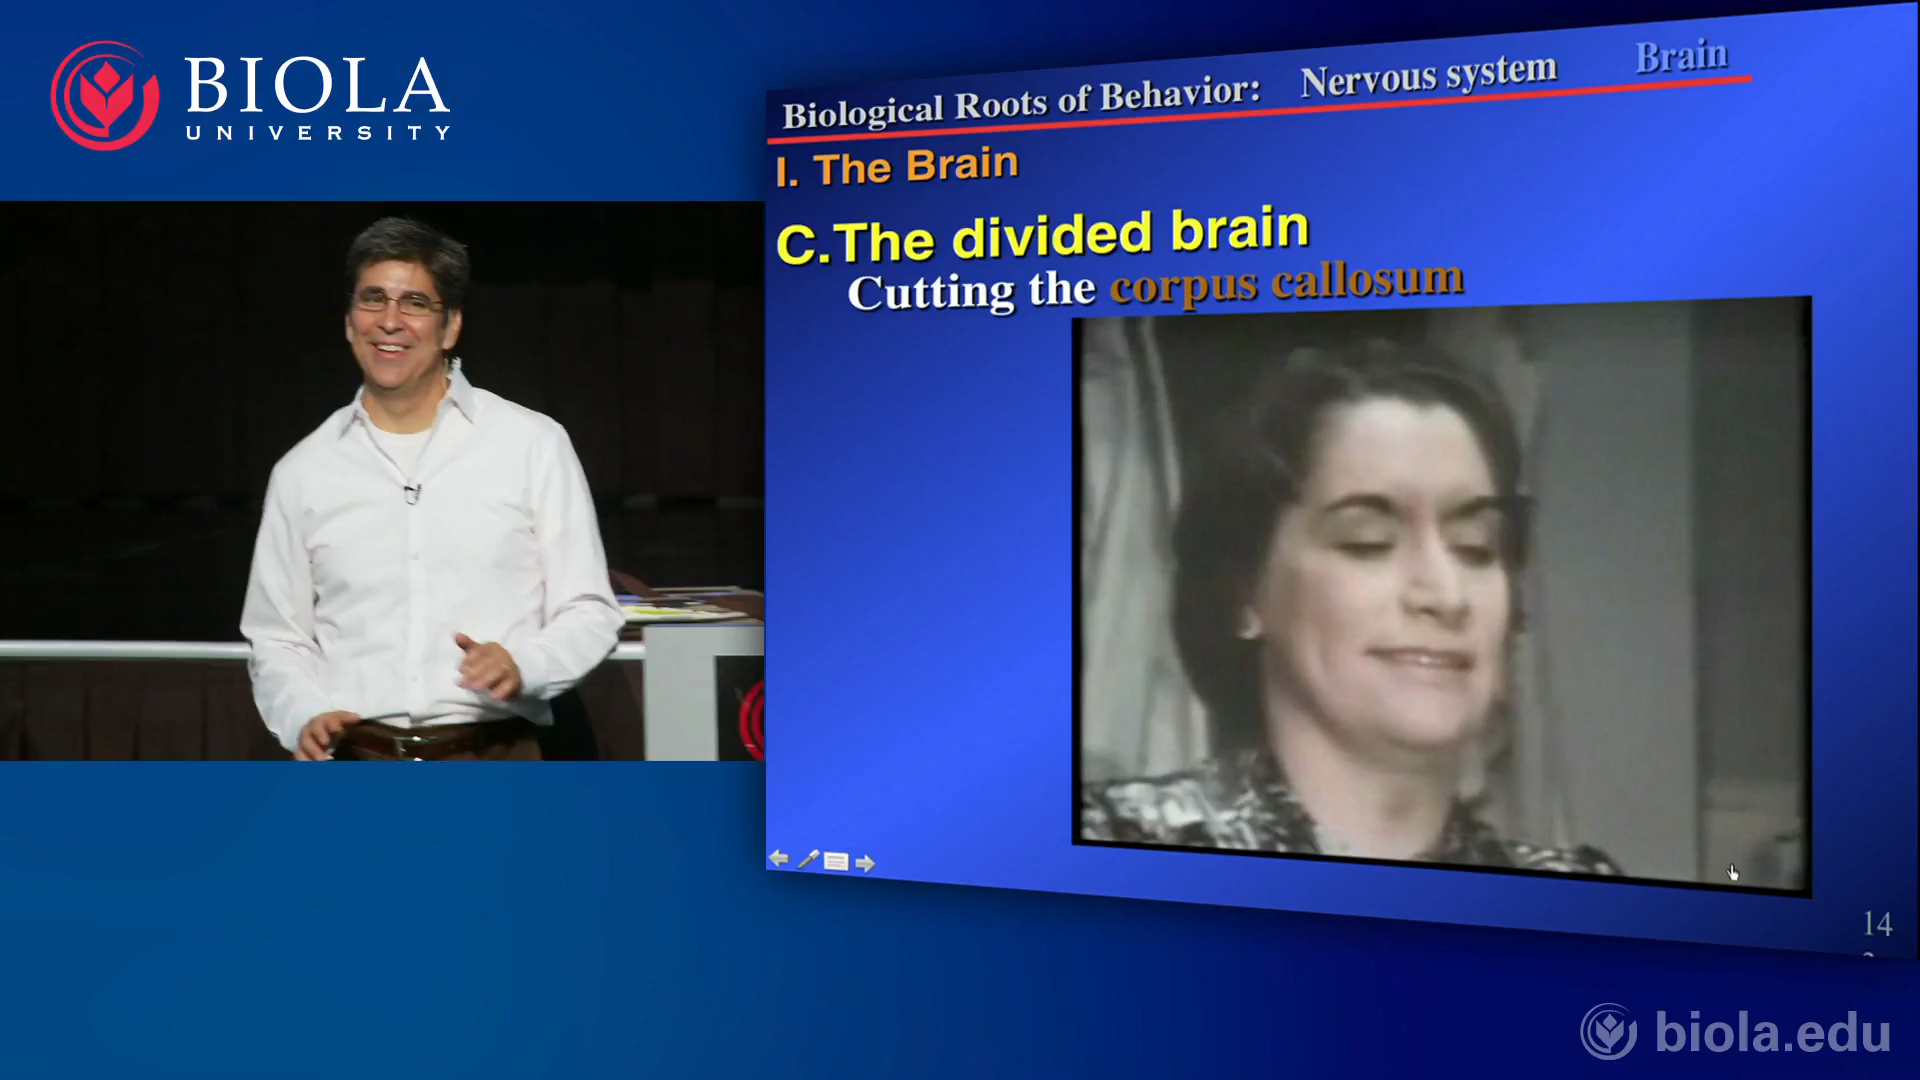 BIOLA
UNIVERSITY
Biological Roots of Behavior: Nervous system Brain
I. The Brain
C.The divided brain
Cutting the corpus callosum
14
biola.edu